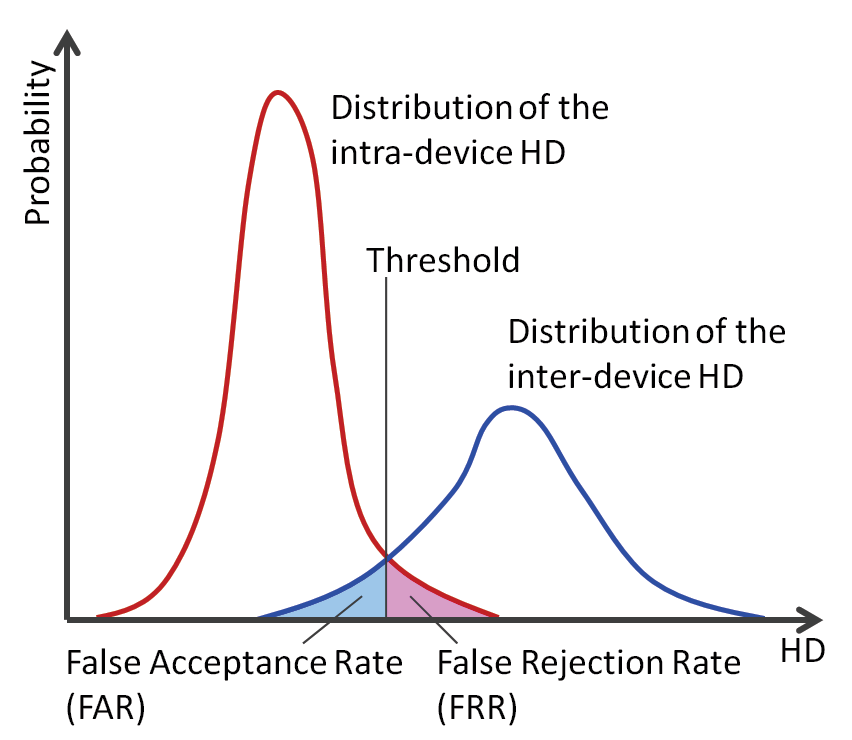 Probability
Distribution of the
intra-device HD
Threshold
Distribution of the
inter-device HD
HD
False Acceptance Rate
(FAR)
False Rejection Rate
(FRR)